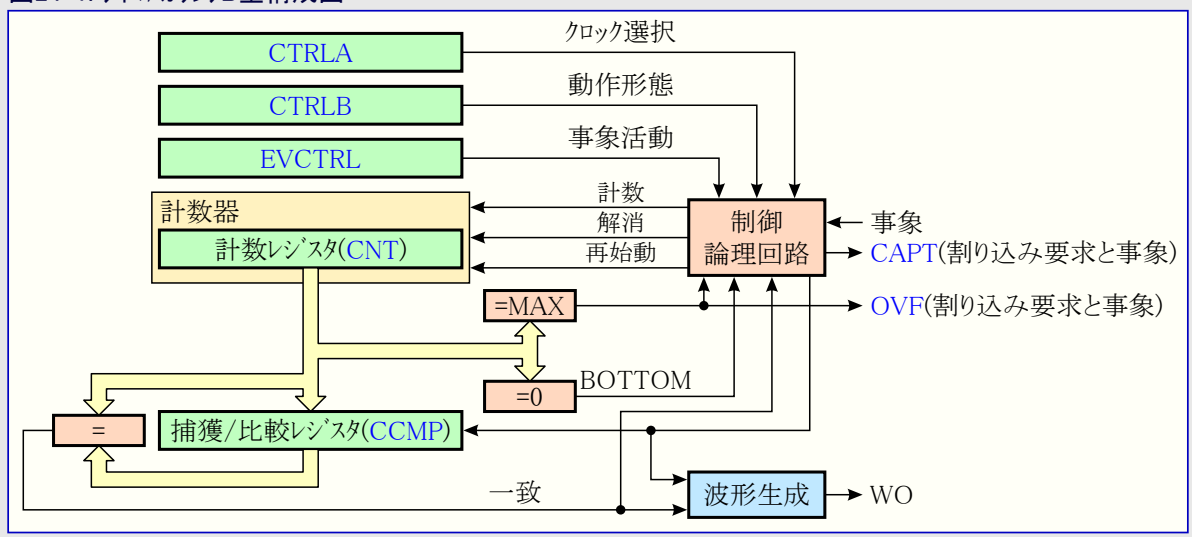 CTRLA
クロック選択
CTRLB
動作形態
EVCTRL
事象活動
計数器
計数レジスタ(CNT)
計数
解消
再始動
制御
論理回路
事象
CAPT(割り込み要求と事象)
=MAX
OVF(割り込み要求と事象)
=0
BOTTOM
=
捕獲/比較レジスタ(CCMP)
一致
波形生成
WO